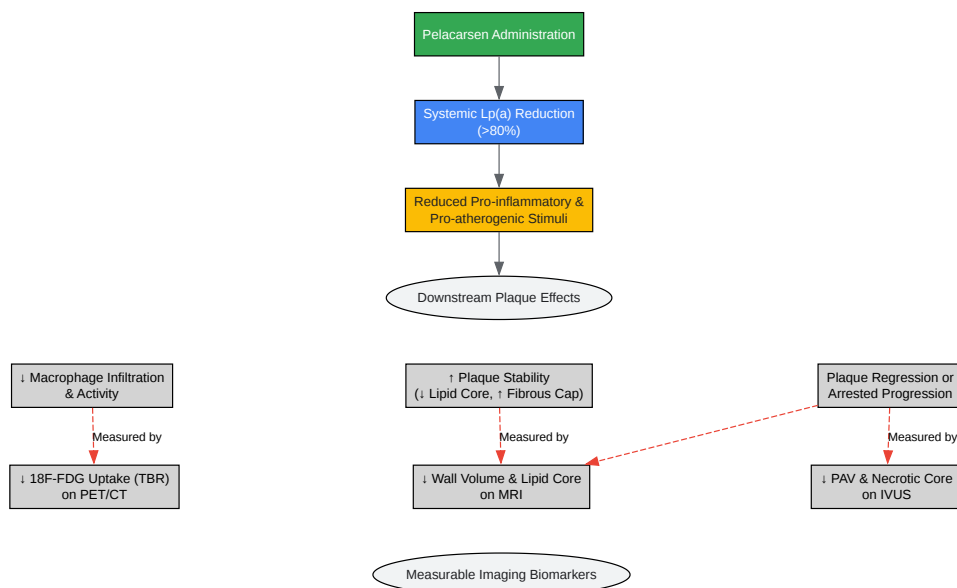 Pelacarsen Administration
Systemic Lp(a) Reduction
(>80%)
Reduced Pro-inflammatory &
Pro-atherogenic Stimuli
Downstream Plaque Effects
↓ Macrophage Infiltration
& Activity
↑ Plaque Stability
(↓ Lipid Core, ↑ Fibrous Cap)
Plaque Regression or
Arrested Progression
Measured by
Measured by
Measured by
↓ 18F-FDG Uptake (TBR)
on PET/CT
↓ Wall Volume & Lipid Core
on MRI
↓ PAV & Necrotic Core
on IVUS
Measurable Imaging Biomarkers